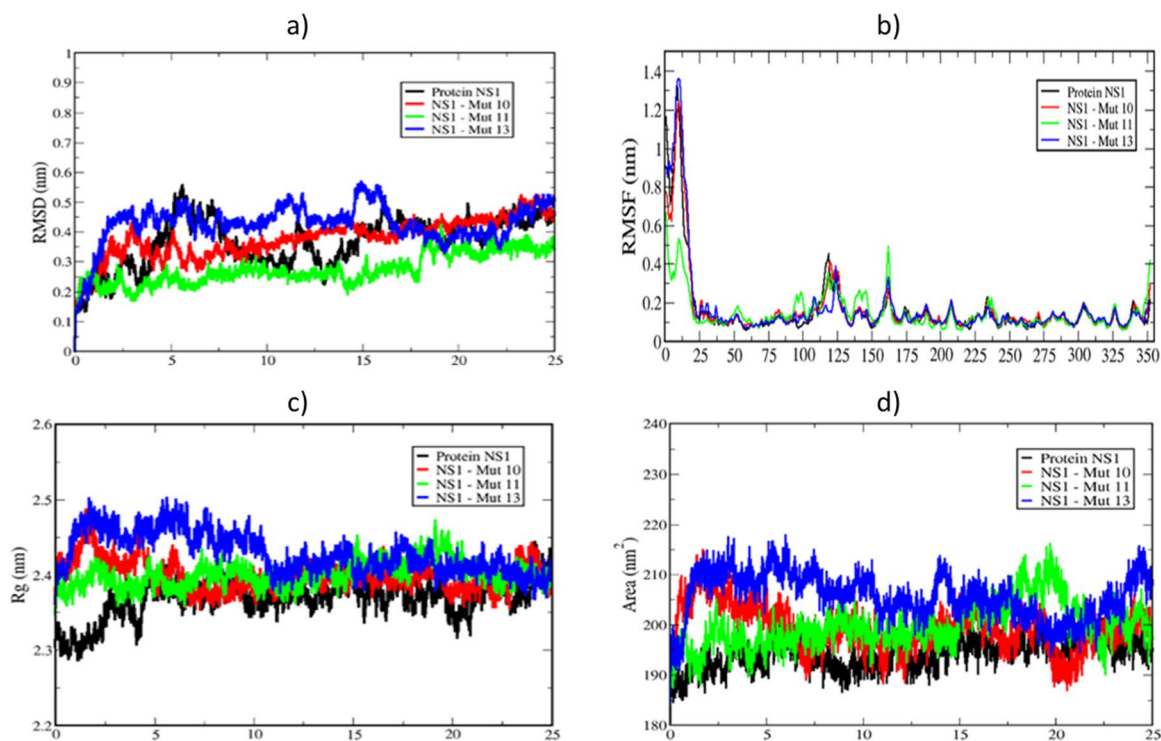 a)
1
0.9
0.8
0.7
0.6
0.5
0.4
0.3
0.2
0.1
0
RMSD (nm)
Protein NS1
NS1 - Mut 10
NS1 - Mut 11
NS1 - Mut 13
0 5 10 15 20 25
b)
1.4
1.2
1
0.8
0.6
0.4
0.2
0
RMSF (nm)
Protein NS1
NS1 - Mut 10
NS1 - Mut 11
NS1 - Mut 13
0 25 50 75 100 125 150 175 200 225 250 275 300 325 350
c)
2.6
2.5
2.4
2.3
2.2
Rg (nm)
Protein NS1
NS1 - Mut 10
NS1 - Mut 11
NS1 - Mut 13
0 5 10 15 20 25
d)
240
230
220
210
200
190
180
Area (nm²)
Protein NS1
NS1 - Mut 10
NS1 - Mut 11
NS1 - Mut 13
0 5 10 15 20 25